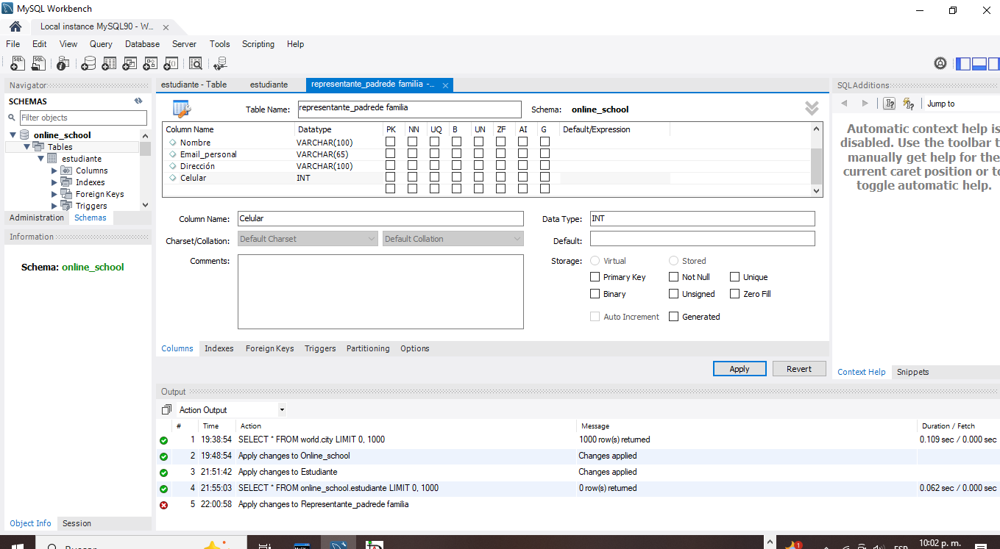 MySQL Workbench
Local instance MySQL90 - W...
File Edit View Query Database Server Tools Scripting Help
Navigator
SCHEMAS
Filter objects
online_school
Tables
estudiante
Columns
Indexes
Foreign Keys
Triggers
Administration Schemas
Information
Schema: online_school
Object Info Session
estudiante - Table estudiante representante_padrede familia -...
Table Name: representante_padrede familia Schema: online_school
Column Name Datatype PK NN UQ B UN ZF AI G Default/Expression
Nombre VARCHAR(100)
Email_personal VARCHAR(65)
Dirección VARCHAR(100)
Celular INT
Column Name: Celular Data Type: INT
Charset/Collation: Default Charset Default Collation Default:
Comments: Storage: Virtual Stored
Primary Key Not Null Unique
Binary Unsigned Zero Fill
Auto Increment Generated
Columns Indexes Foreign Keys Triggers Partitioning Options
Apply Revert
Output
Action Output
# Time Action Message Duration / Fetch
1 19:38:54 SELECT * FROM world.city LIMIT 0, 1000 1000 row(s) returned 0.109 sec / 0.000 sec
2 19:48:54 Apply changes to Online_school Changes applied
3 21:51:42 Apply changes to Estudiante Changes applied
4 21:55:03 SELECT * FROM online_school.estudiante LIMIT 0, 1000 0 row(s) returned 0.062 sec / 0.000 sec
5 22:00:58 Apply changes to Representante_padrede familia
SQLAdditions
Jump to
Automatic context help is
disabled. Use the toolbar t
manually get help for the
current caret position or to
toggle automatic help.
Context Help Snippets
Buscar
1
ESP
10:02 p. m.